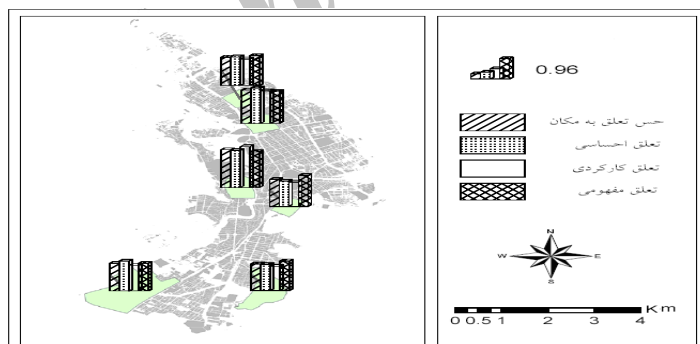 0.96
حس تعلق به مکان
تعلق احساسی
تعلق کارکردی
تعلق مفهومی
N
W E
S
Km
0 0.5 1 2 3 4